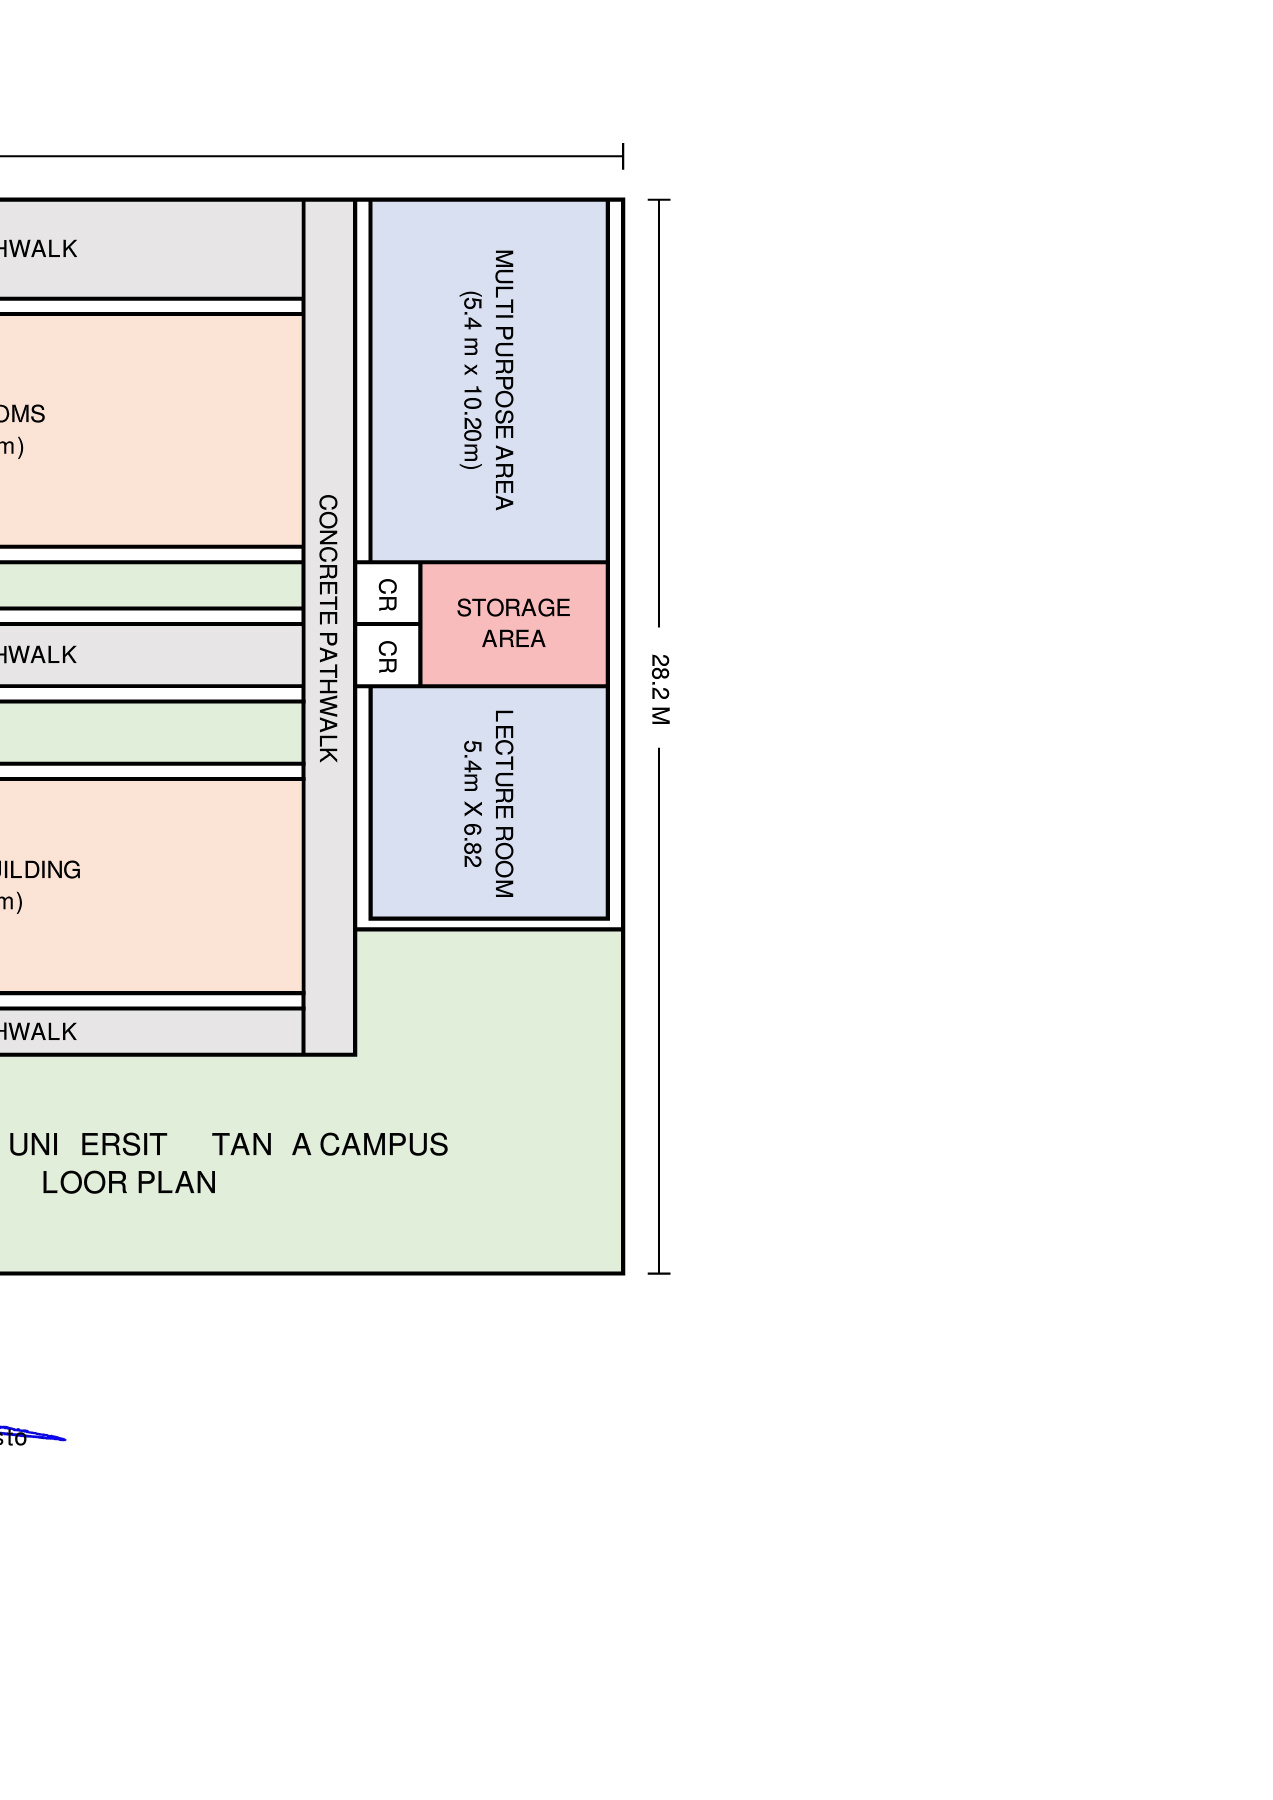 HWALK
OMS
m)
MULTI PURPOSE AREA
(5.4 m x 10.20m)
CONCRETE PATHWALK
CR
CR
STORAGE
AREA
HWALK
28.2 M
LECTURE ROOM
5.4m X 6.82
ILDING
m)
HWALK
UNI ERSIT TAN A CAMPUS
LOOR PLAN
sto